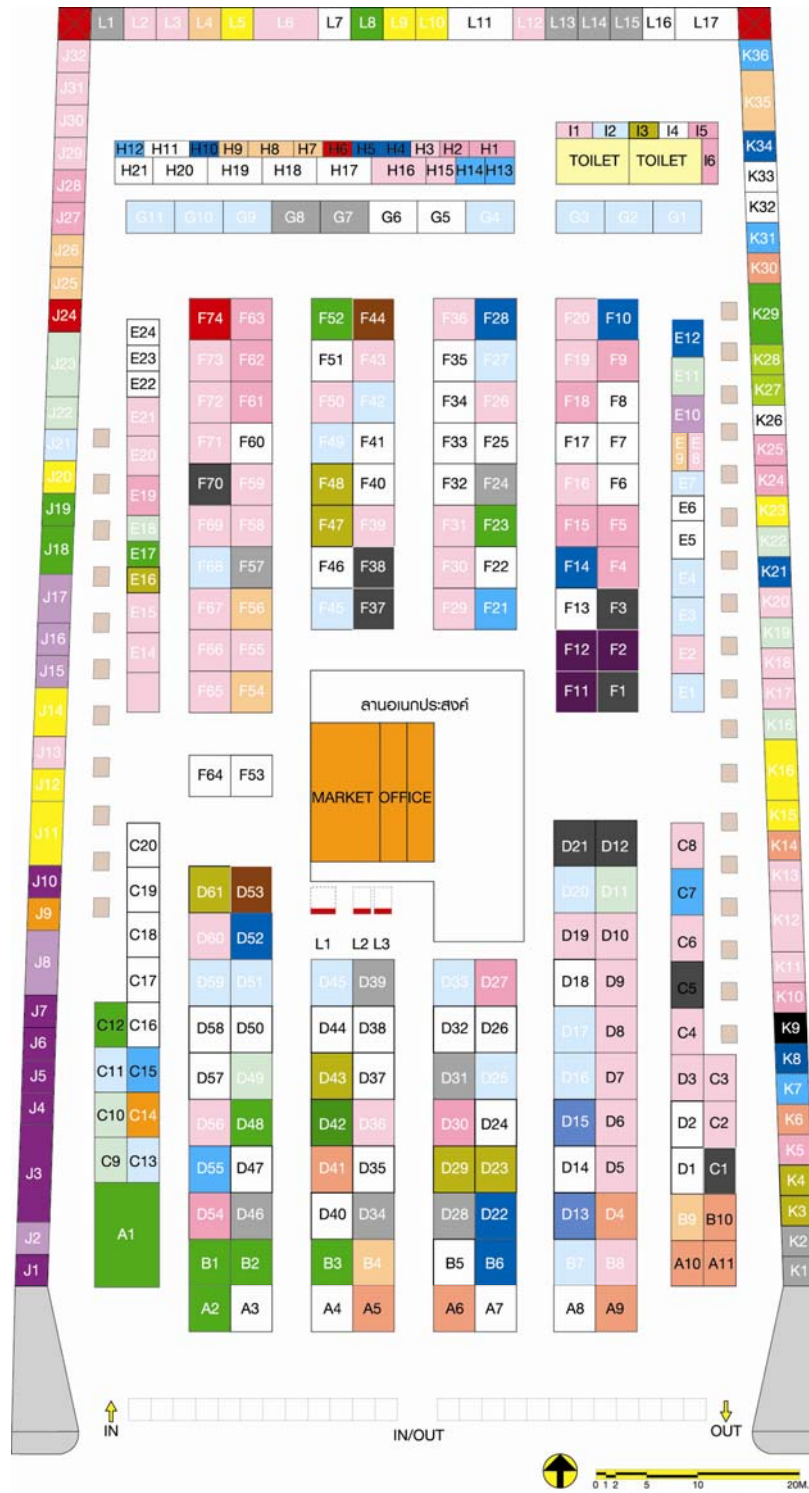 L1 L2 L3 L4 L5 L6 L7 L8 L9 L10 L11 L12 L13 L14 L15 L16 L17
J32 K36
J31 K35
J30
I1 I2 I3 I4 I5
H12 H11 H10 H9 H8 H7 H6 H5 H4 H3 H2 H1
J29 K34
H21 H20 H19 H18 H17 H16 H15 H14 H13 TOILET TOILET I6
J28 K33
J27 G11 G10 G9 G8 G7 G6 G5 G4 G3 G2 G1 K32
J26 K31
J25 K30
J24 F74 F63 F52 F44 F36 F28 F20 F10 K29
E24 E12
J23 E23 F73 F62 F51 F43 F35 F27 F19 F9 K28
E22 E11 K27
J22 E21 F72 F61 F50 F42 F34 F26 F18 F8 E10 K26
J21 E20 F71 F60 F49 F41 F33 F25 F17 F7 E9 E8 K25
J20 E19 F70 F59 F48 F40 F32 F24 F16 F6 E7 K24
J19 E18 F69 F58 F47 F39 F31 F23 F15 F5 E6 K23
J18 E17 E5 K22
E16 F68 F57 F46 F38 F30 F22 F14 F4 E4 K21
J17 E15 F67 F56 F45 F37 F29 F21 F13 F3 E3 K20
J16 E14 F66 F55 F12 F2 E2 K19
J15 K18
J14 F65 F54 F11 F1 E1 K17
ลานอเนกประสงค์
K16
J13 F64 F53 K16
J12 MARKET OFFICE
J11 K15
C20 D21 D12 C8 K14
J10 C19 D61 D53 D20 D11 C7 K13
J9 K12
C18 D60 D52 D19 D10 C6
L1 L2 L3
J8 C17 D59 D51 D45 D39 D33 D27 D18 D9 C5 K11
K10
J7 C12 C16 D58 D50 D44 D38 D32 D26 D17 D8 C4 K9
J6 K8
J5 C11 C15 D57 D49 D43 D37 D31 D25 D16 D7 D3 C3 K7
J4 C10 C14 D56 D48 D42 D36 D30 D24 D15 D6 D2 C2 K6
K5
J3 C9 C13 D55 D47 D41 D35 D29 D23 D14 D5 D1 C1 K4
K3
J2 A1 D54 D46 D40 D34 D28 D22 D13 D4 B9 B10 K2
J1 B1 B2 B3 B4 B5 B6 B7 B8 A10 A11 K1
A2 A3 A4 A5 A6 A7 A8 A9
IN IN/OUT OUT
0 1 2 5 10 20M.